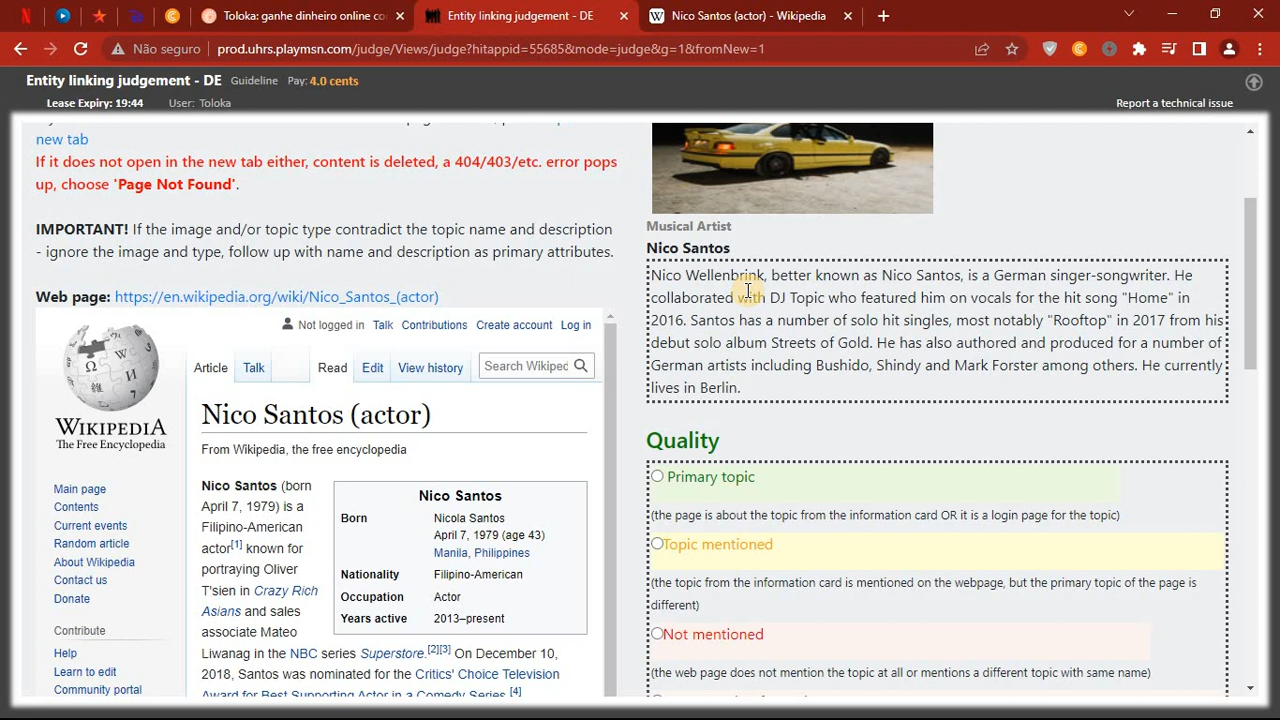 Toloka: ganhe dinheiro online co
Entity linking judgement - DE
Nico Santos (actor) - Wikipedia
Não seguro
prod.uhrs.playmsn.com/judge/Views/judge?hitappid=55685&mode=judge&g=1&fromNew=1
Entity linking judgement - DE Guideline Pay: 4.0 cents
Lease Expiry: 19:44 User: Toloka
Report a technical issue
new tab
If it does not open in the new tab either, content is deleted, a 404/403/etc. error pops
up, choose 'Page Not Found'.
IMPORTANT! If the image and/or topic type contradict the topic name and description
- ignore the image and type, follow up with name and description as primary attributes.
Web page: https://en.wikipedia.org/wiki/Nico_Santos_(actor)
Not logged in Talk Contributions Create account Log in
Article Talk Read Edit View history Search Wikiped
WIKIPEDIA
The Free Encyclopedia
Main page
Contents
Current events
Random article
About Wikipedia
Contact us
Donate
Contribute
Help
Learn to edit
Community portal
Nico Santos (actor)
From Wikipedia, the free encyclopedia
Nico Santos (born
April 7, 1979) is a
Filipino-American
actor[1] known for
portraying Oliver
T'sien in Crazy Rich
Asians and sales
associate Mateo
Liwanag in the NBC series Superstore.[2][3] On December 10,
2018, Santos was nominated for the Critics' Choice Television
Award for Best Supporting Actor in a Comedy Series.[4]
Nico Santos
Born Nicola Santos
April 7, 1979 (age 43)
Manila, Philippines
Nationality Filipino-American
Occupation Actor
Years active 2013–present
Musical Artist
Nico Santos
Nico Wellenbrink, better known as Nico Santos, is a German singer-songwriter. He
collaborated with DJ Topic who featured him on vocals for the hit song "Home" in
2016. Santos has a number of solo hit singles, most notably "Rooftop" in 2017 from his
debut solo album Streets of Gold. He has also authored and produced for a number of
German artists including Bushido, Shindy and Mark Forster among others. He currently
lives in Berlin.
Quality
Primary topic
(the page is about the topic from the information card OR it is a login page for the topic)
Topic mentioned
(the topic from the information card is mentioned on the webpage, but the primary topic of the page is
different)
Not mentioned
(the web page does not mention the topic at all or mentions a different topic with same name)